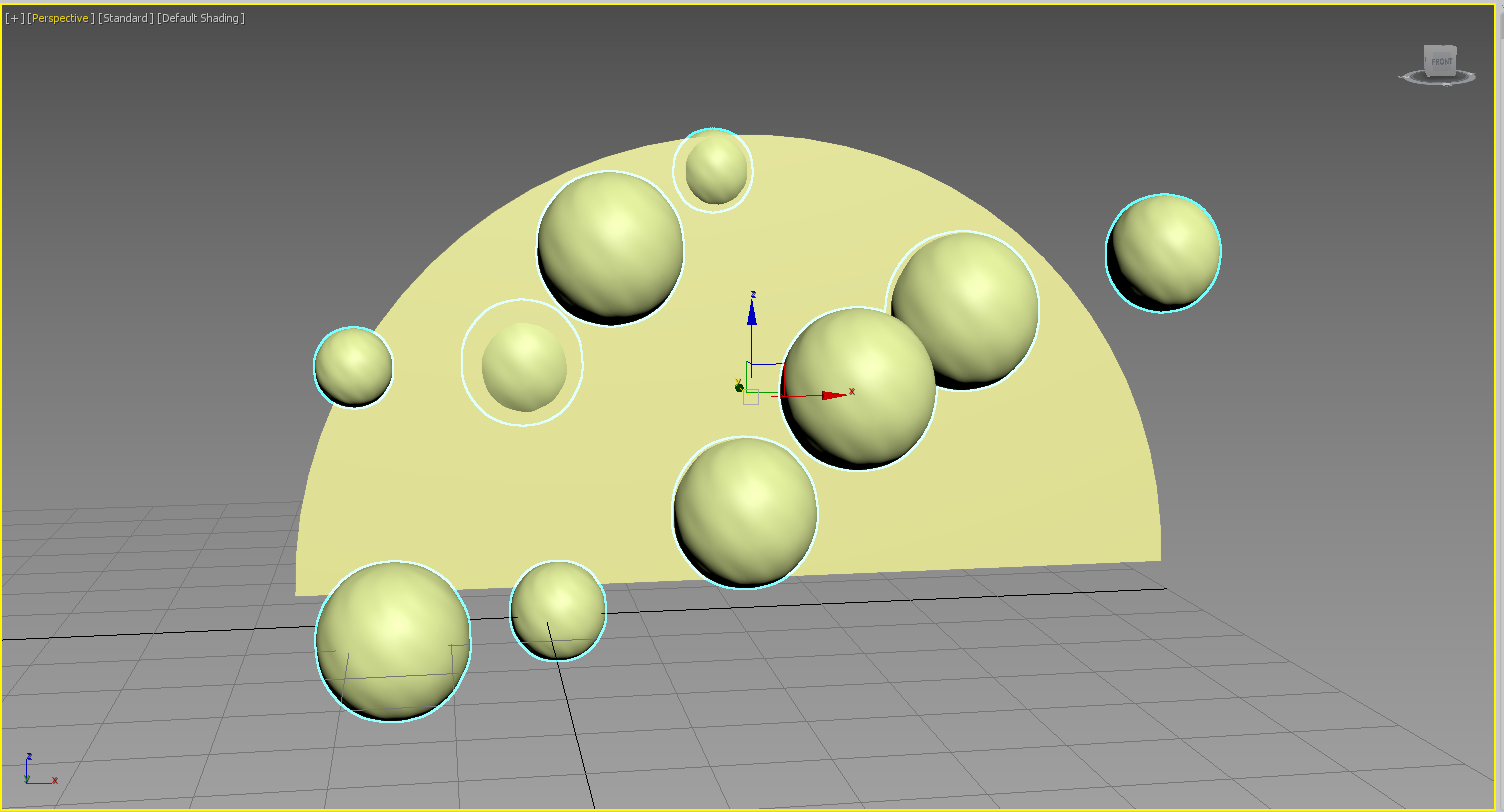 [+] [Perspective] [Standard] [Default Shading]
FRONT
z
y
x
z
y
x